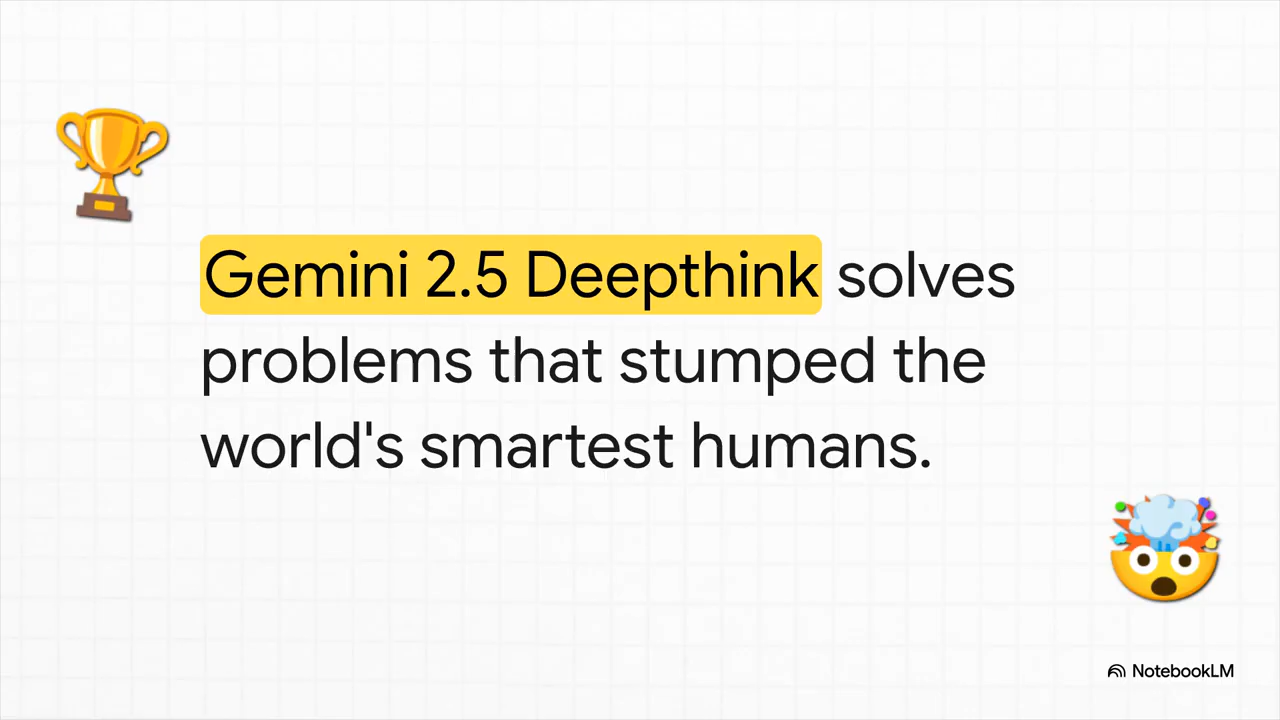 Gemini 2.5 Deepthink solves
problems that stumped the
world's smartest humans.
NotebookLM